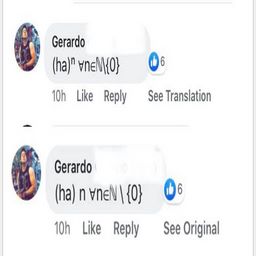 Gerardo
(ha)ⁿ ∀n∈ℕ\{0}
6
10h Like Reply See Translation
Gerardo
(ha) n ∀n∈ℕ \ {0}
6
10h Like Reply See Original